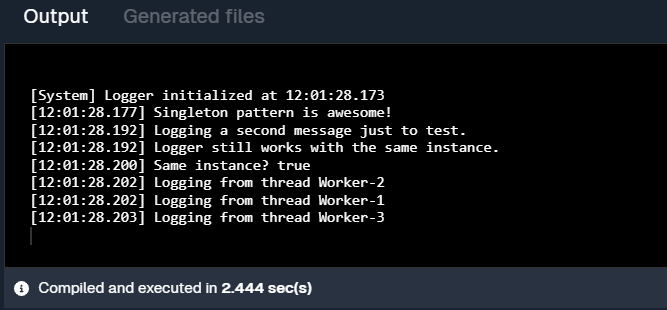 Output Generated files
[System] Logger initialized at 12:01:28.173
[12:01:28.177] Singleton pattern is awesome!
[12:01:28.192] Logging a second message just to test.
[12:01:28.192] Logger still works with the same instance.
[12:01:28.200] Same instance? true
[12:01:28.202] Logging from thread Worker-2
[12:01:28.202] Logging from thread Worker-1
[12:01:28.203] Logging from thread Worker-3
Compiled and executed in 2.444 sec(s)